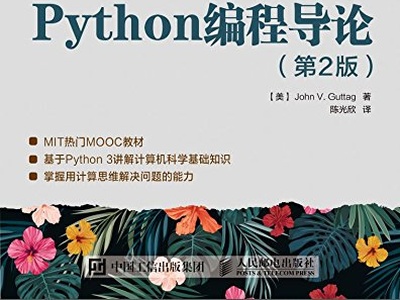 Python编程导论
（第2版）
【美】John V. Guttag 著
陈光欣 译
MIT热门MOOC教材
基于Python 3讲解计算机科学基础知识
掌握用计算思维解决问题的能力
中国工信出版集团 人民邮电出版社
POSTS & TELECOM PRESS